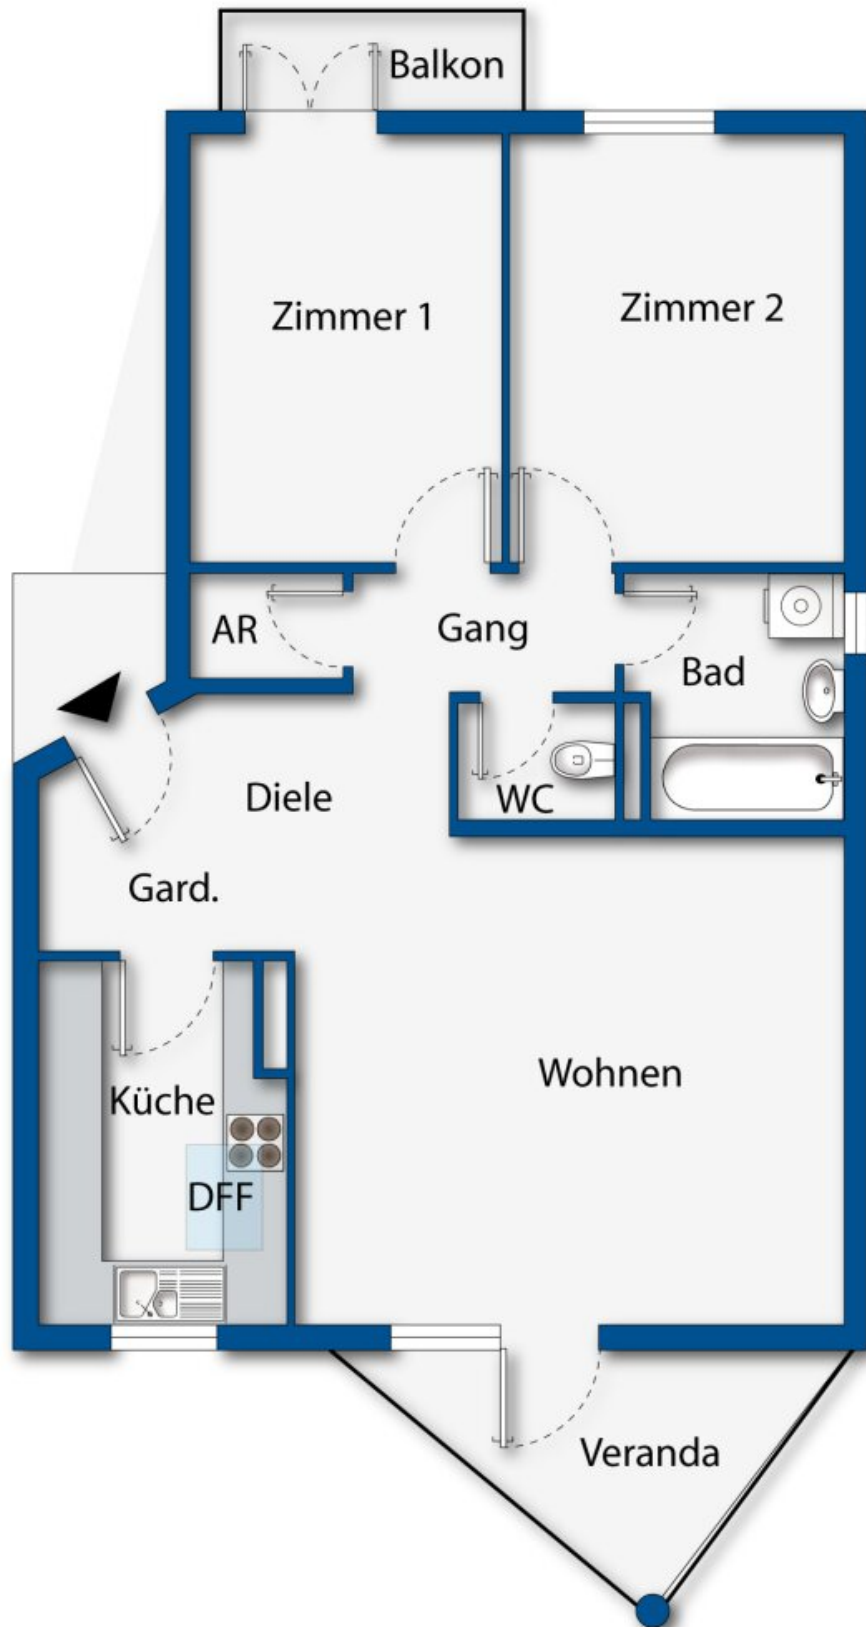 Balkon
Zimmer 1
Zimmer 2
AR
Gang
Bad
Diele
WC
Gard.
Wohnen
Küche
DFF
Veranda